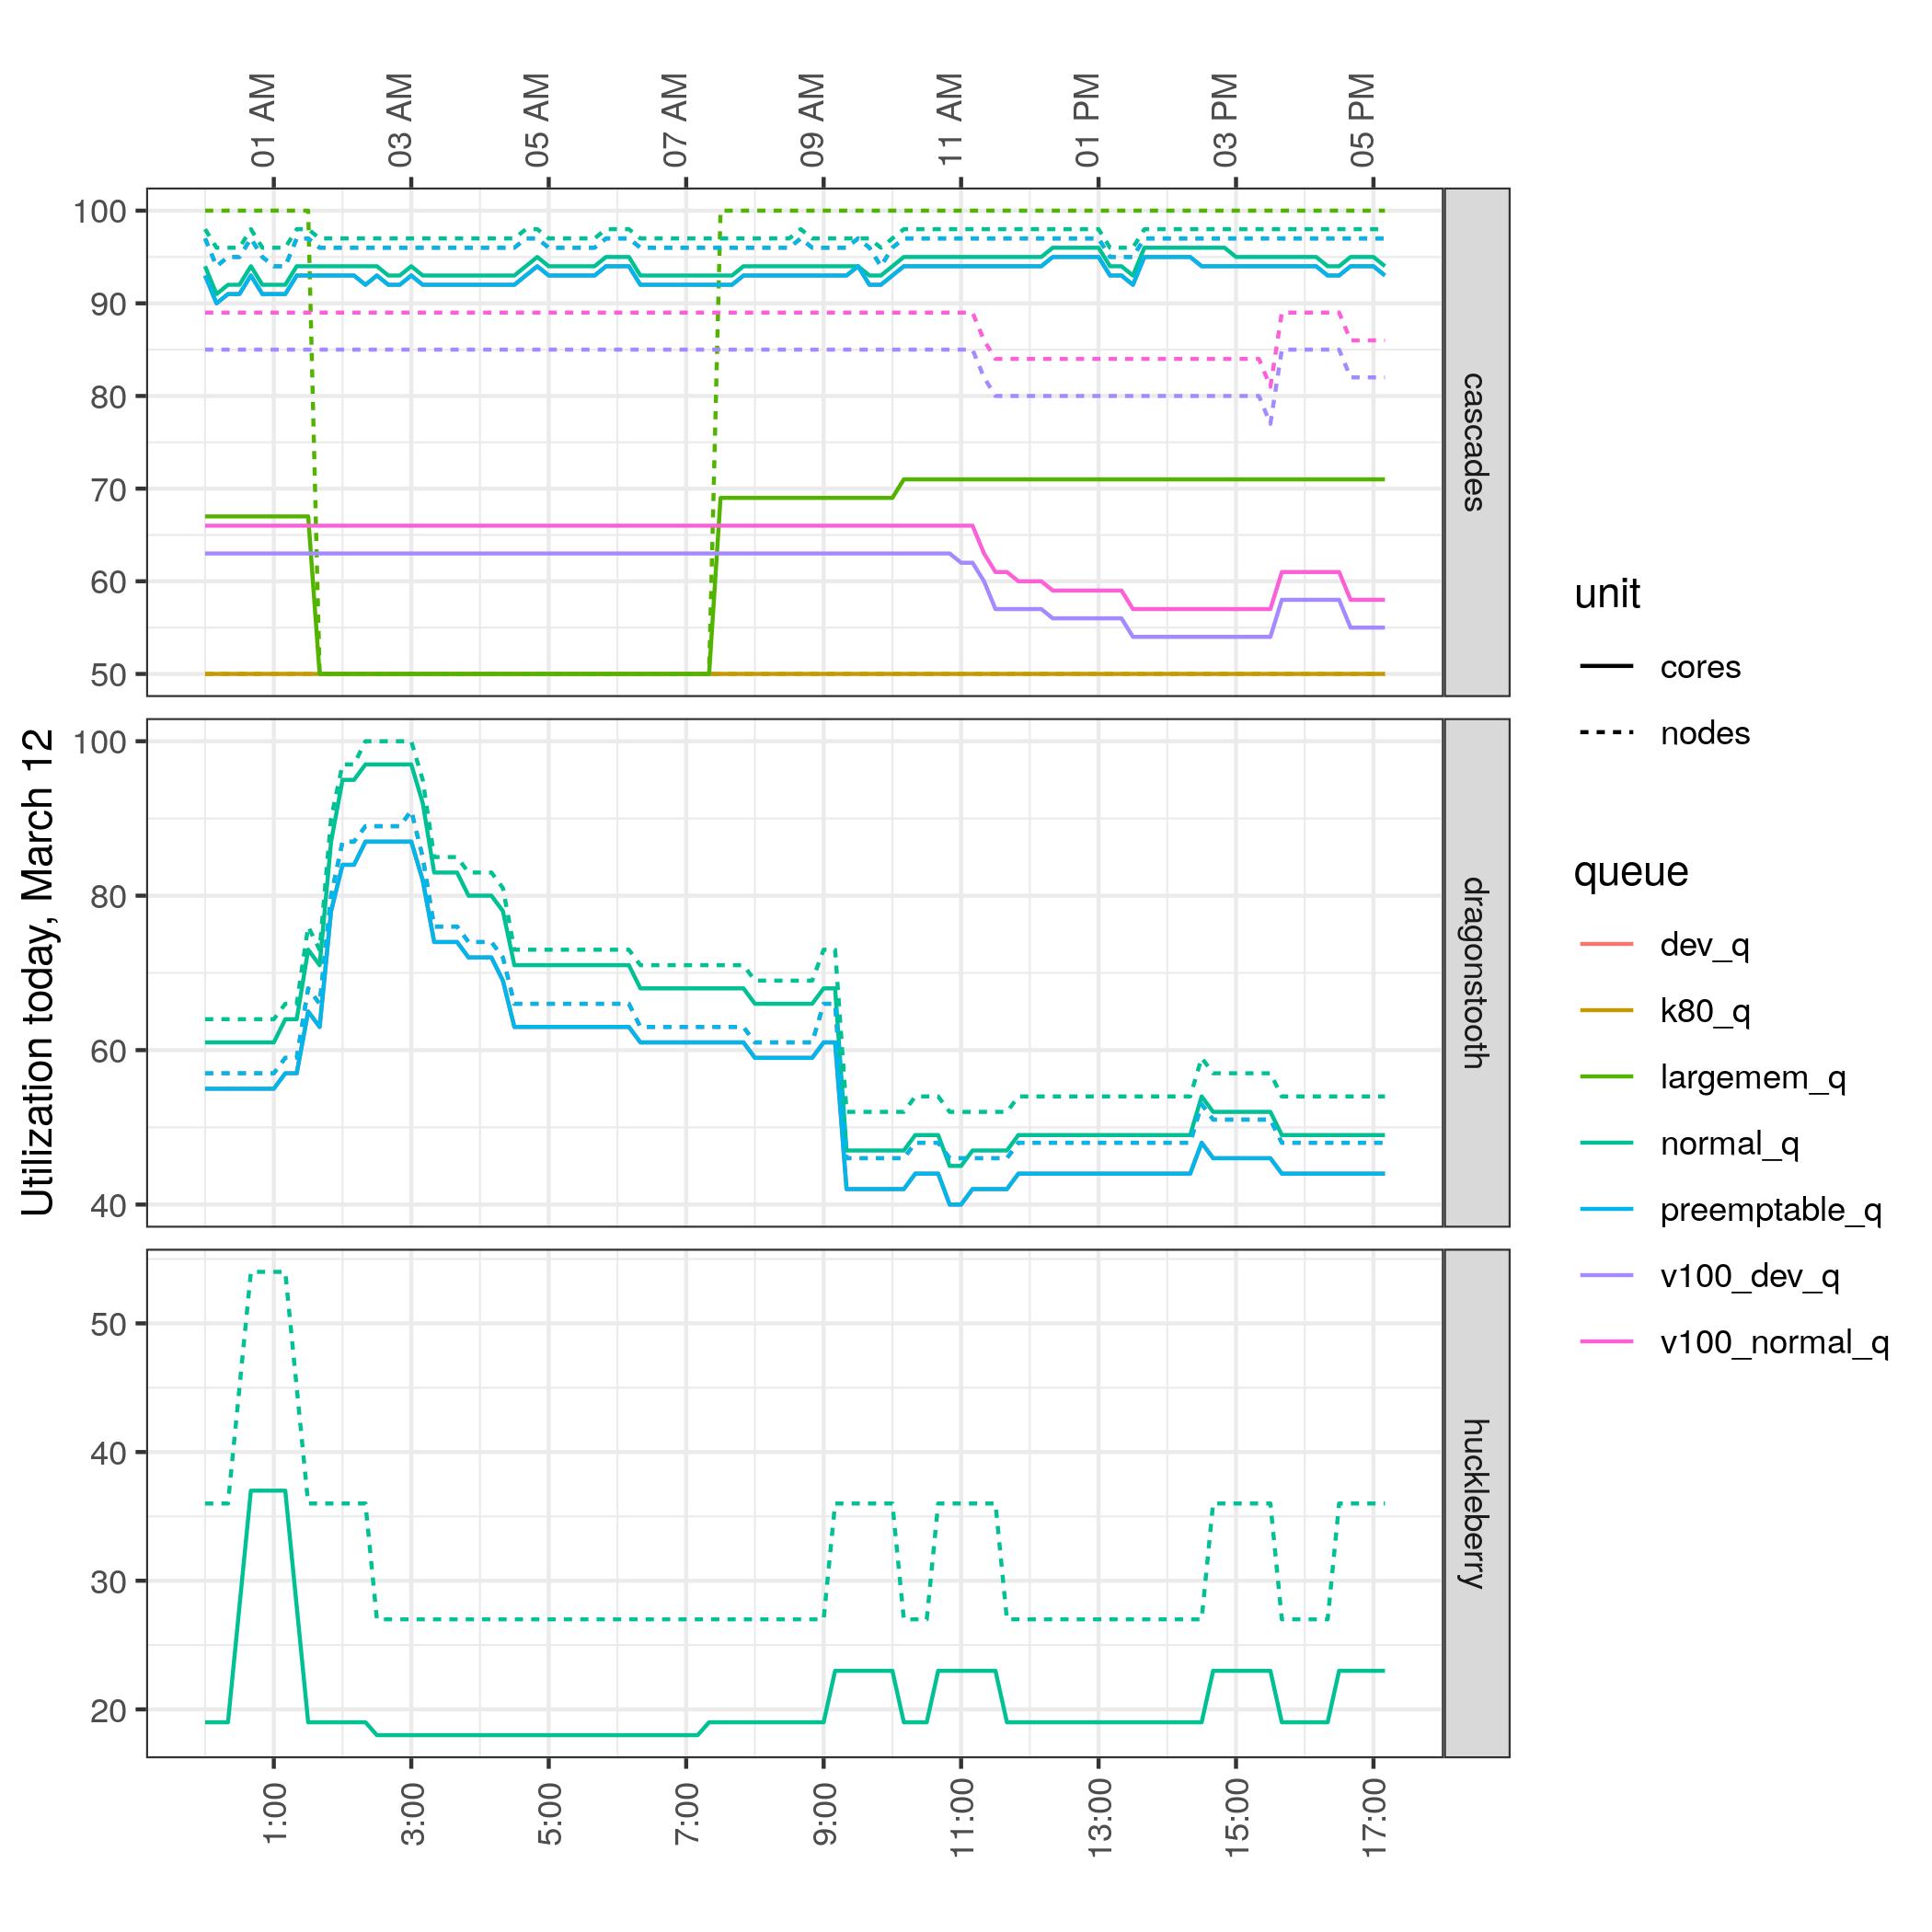 01 AM
03 AM
05 AM
07 AM
09 AM
11 AM
01 PM
03 PM
05 PM
Utilization today, March 12
100
90
80
70
60
50
cascades
100
80
60
40
dragonstooth
50
40
30
20
huckleberry
1:00
3:00
5:00
7:00
9:00
11:00
13:00
15:00
17:00
unit
cores
nodes
queue
dev_q
k80_q
largemem_q
normal_q
preemptable_q
v100_dev_q
v100_normal_q